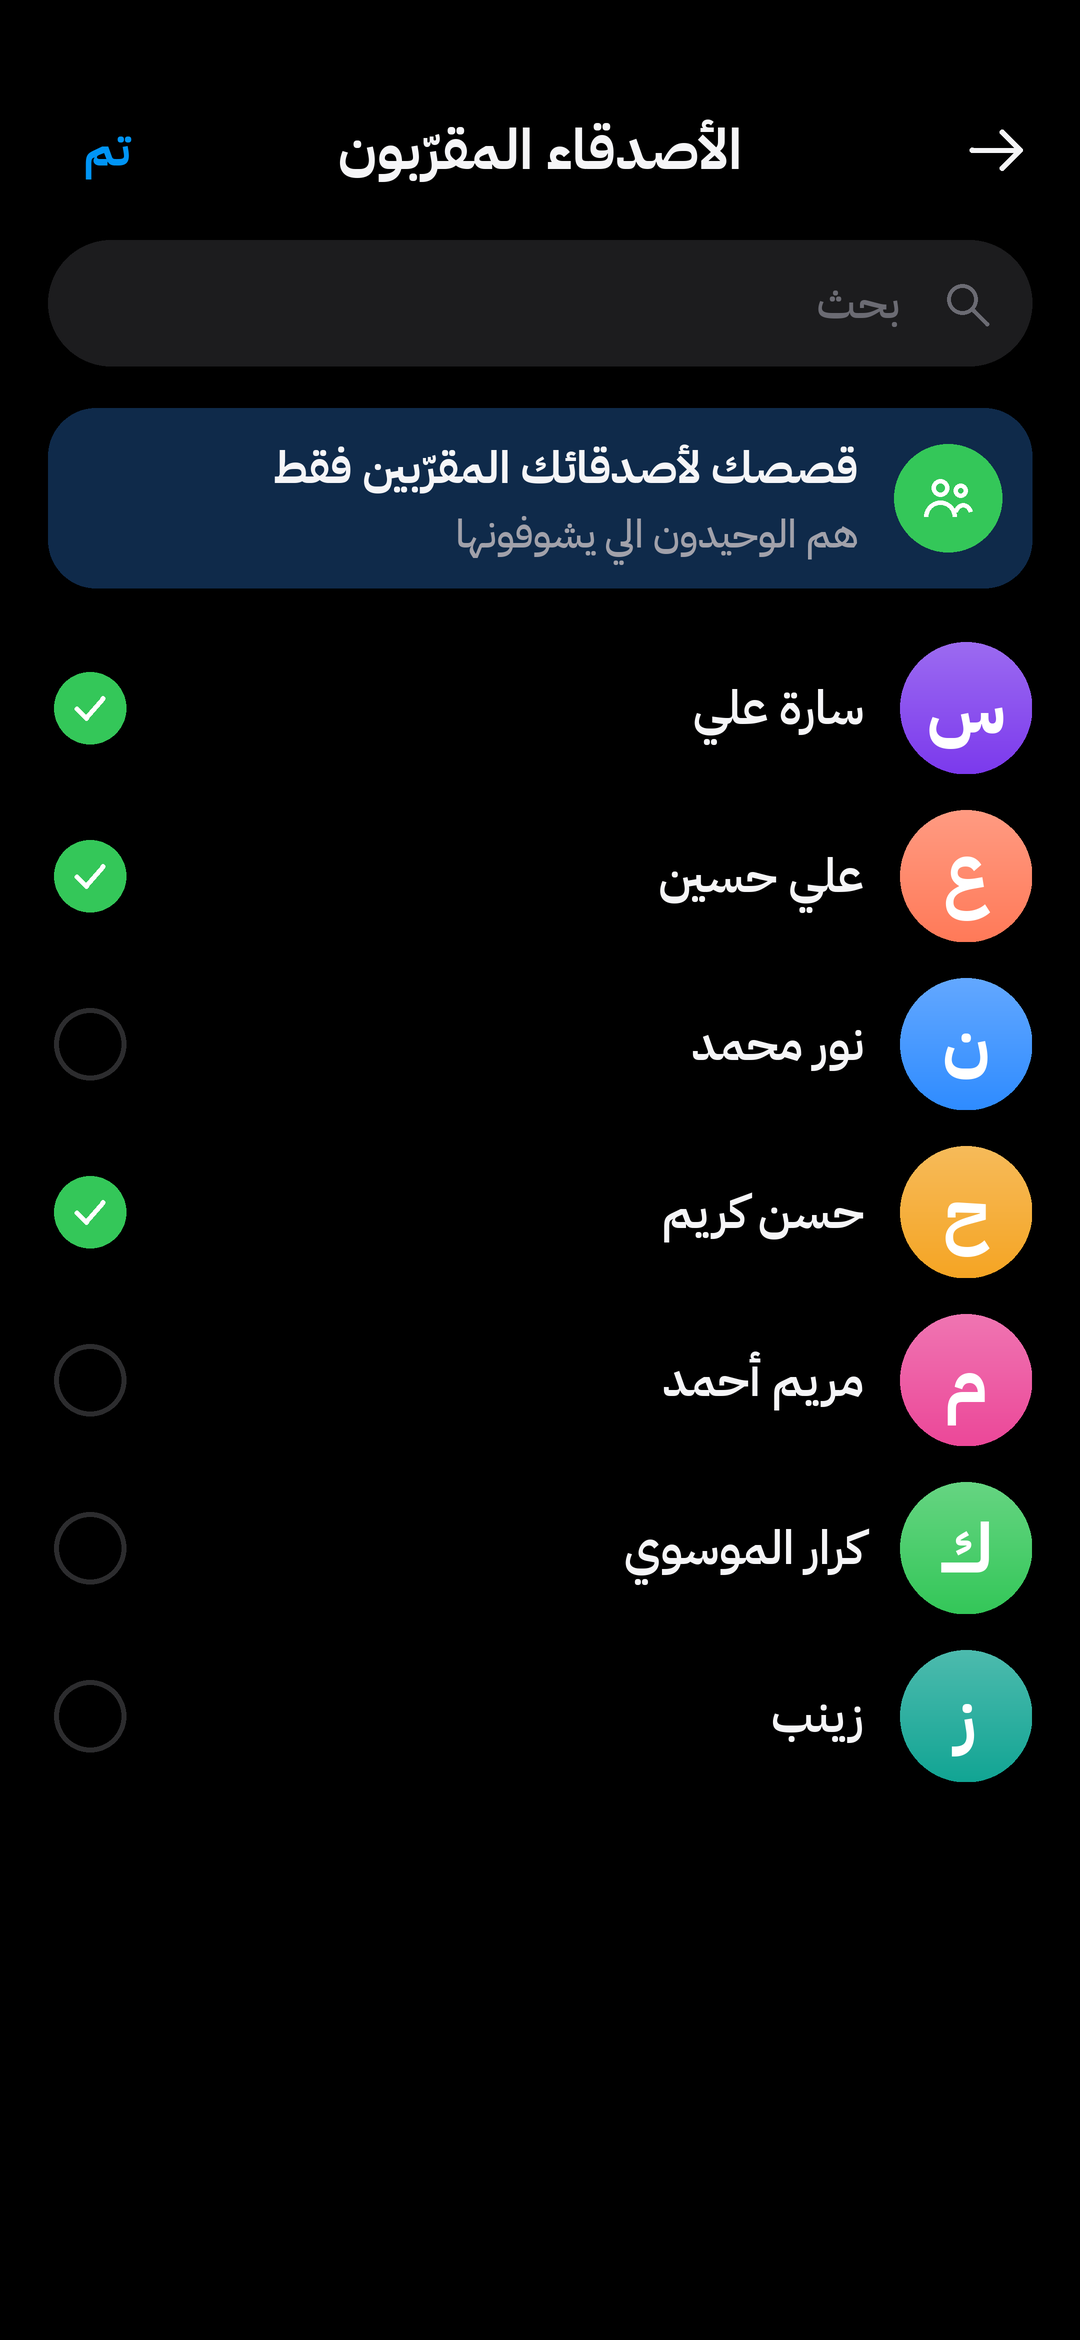 الأصدقاء المقرّبون
تم
بحث
قصصك لأصدقائك المقرّبين فقط
هم الوحيدون الي يشوفونها
س
سارة علي
ع
علي حسين
ن
نور محمد
ح
حسن كريم
م
مريم أحمد
ك
كرار الموسوي
ز
زينب